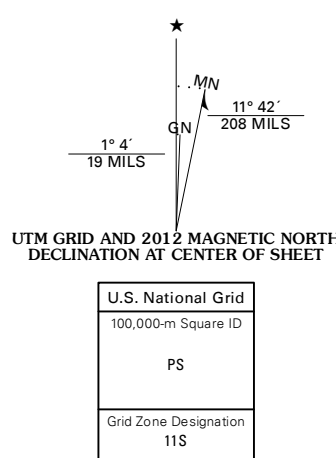 ★
MN
GN
11° 42´
208 MILS
1° 4´
19 MILS
UTM GRID AND 2012 MAGNETIC NORTH
DECLINATION AT CENTER OF SHEET
U.S. National Grid
100,000-m Square ID
PS
Grid Zone Designation
11S